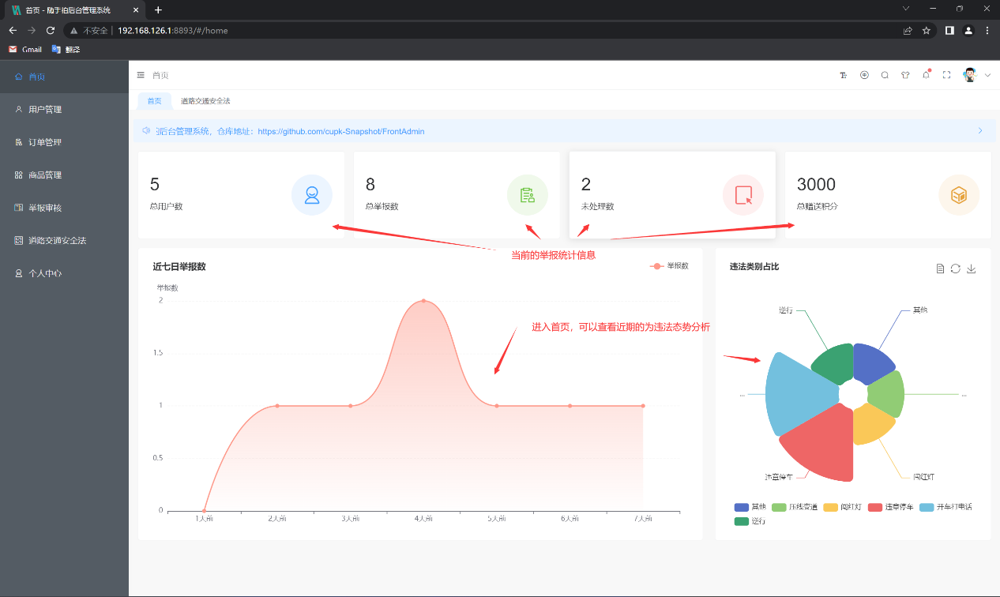 首页 - 随手拍后台管理系统
不安全 192.168.126.1:8893/#/home
Gmail 翻译
首页
用户管理
订单管理
商品管理
举报审核
道路交通安全法
个人中心
首页
首页 道路交通安全法
后台管理系统，仓库地址：https://github.com/cupk-Snapshot/FrontAdmin
5
总用户数
8
总举报数
2
未处理数
3000
总赠送积分
当前的举报统计信息
近七日举报数
举报数
举报数
2
1.5
1
0.5
0
1天前 2天前 3天前 4天前 5天前 6天前 7天前
进入首页，可以查看近期的为违法态势分析
违法类别占比
逆行 其他
... ...
违章停车 闯红灯
其他 压线变道 闯红灯 违章停车 开车打电话
逆行